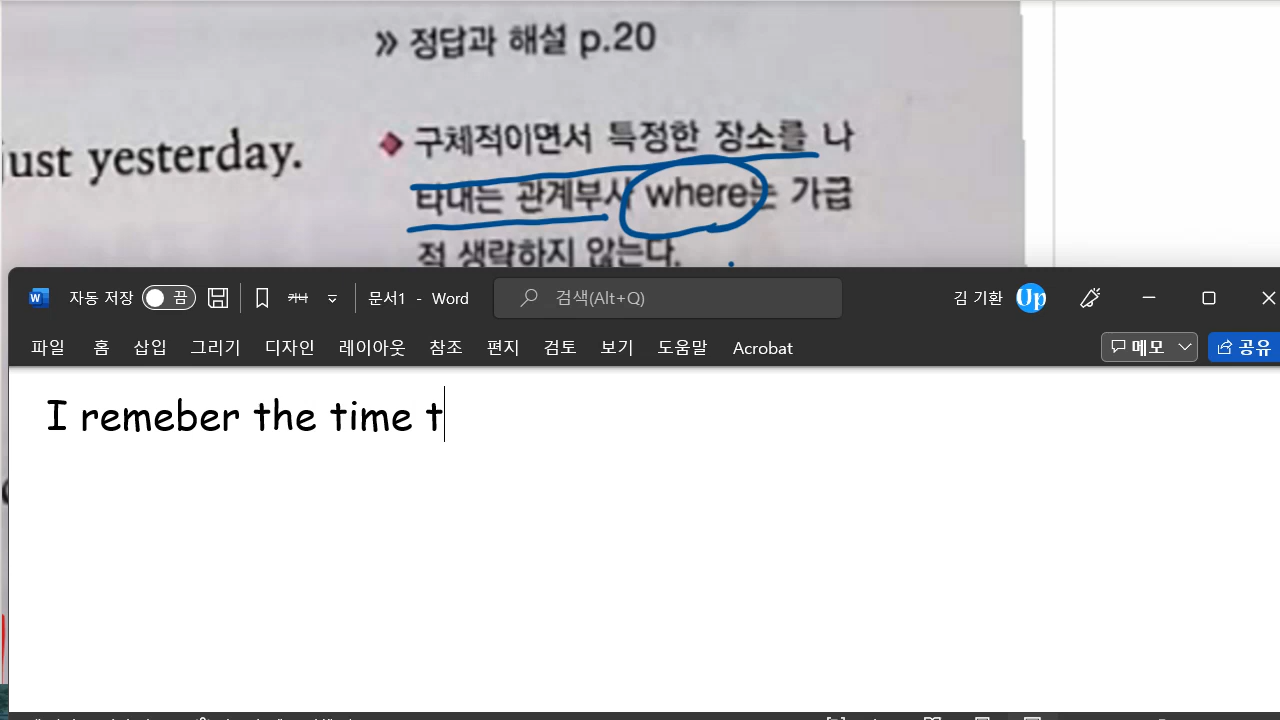 » 정답과 해설 p.20
just yesterday.
◆ 구체적이면서 특정한 장소를 나
타내는 관계부사 where는 가급
적 생략하지 않는다.
자동 저장 끔 가나 문서1 - Word 검색(Alt+Q) 김 기환 Up
파일 홈 삽입 그리기 디자인 레이아웃 참조 편지 검토 보기 도움말 Acrobat 메모 공유
I remeber the time t